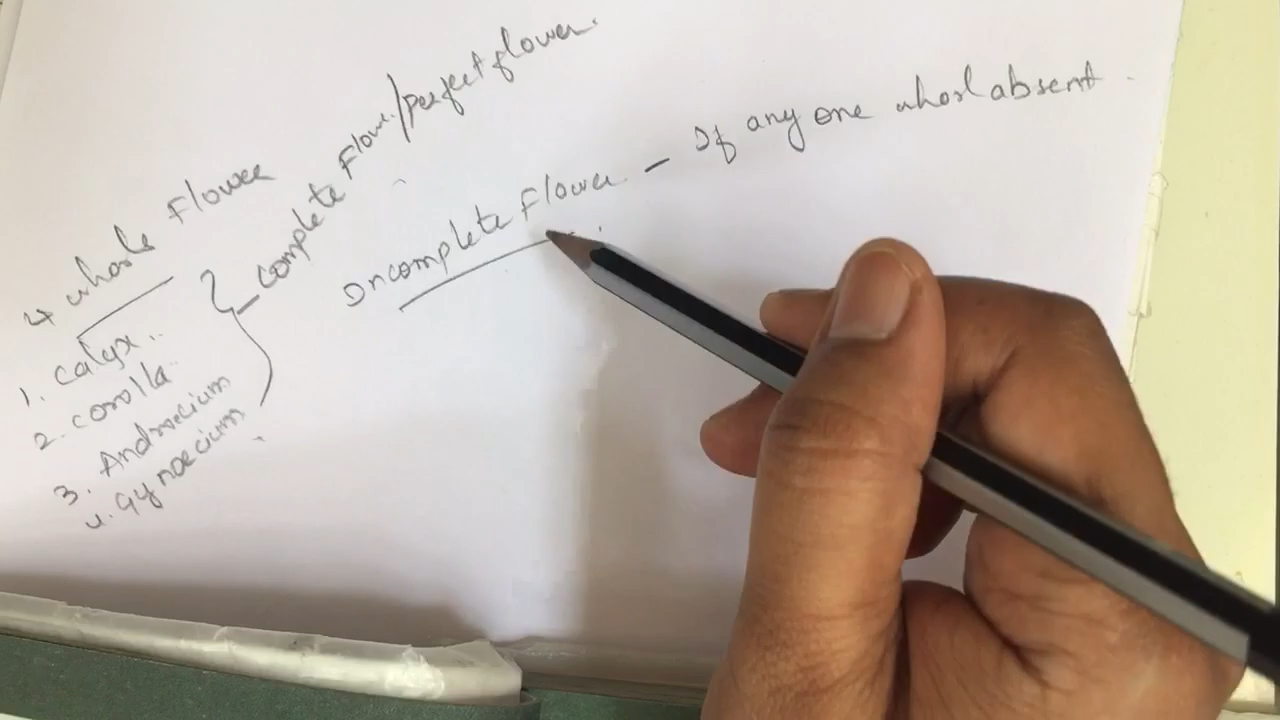 4 whorls Flower
1. calyx..
2. corolla..
3. Androecium
4. Gynoecium
complete Flower/perfect flower.
Incomplete Flower - If any one whorl absent.